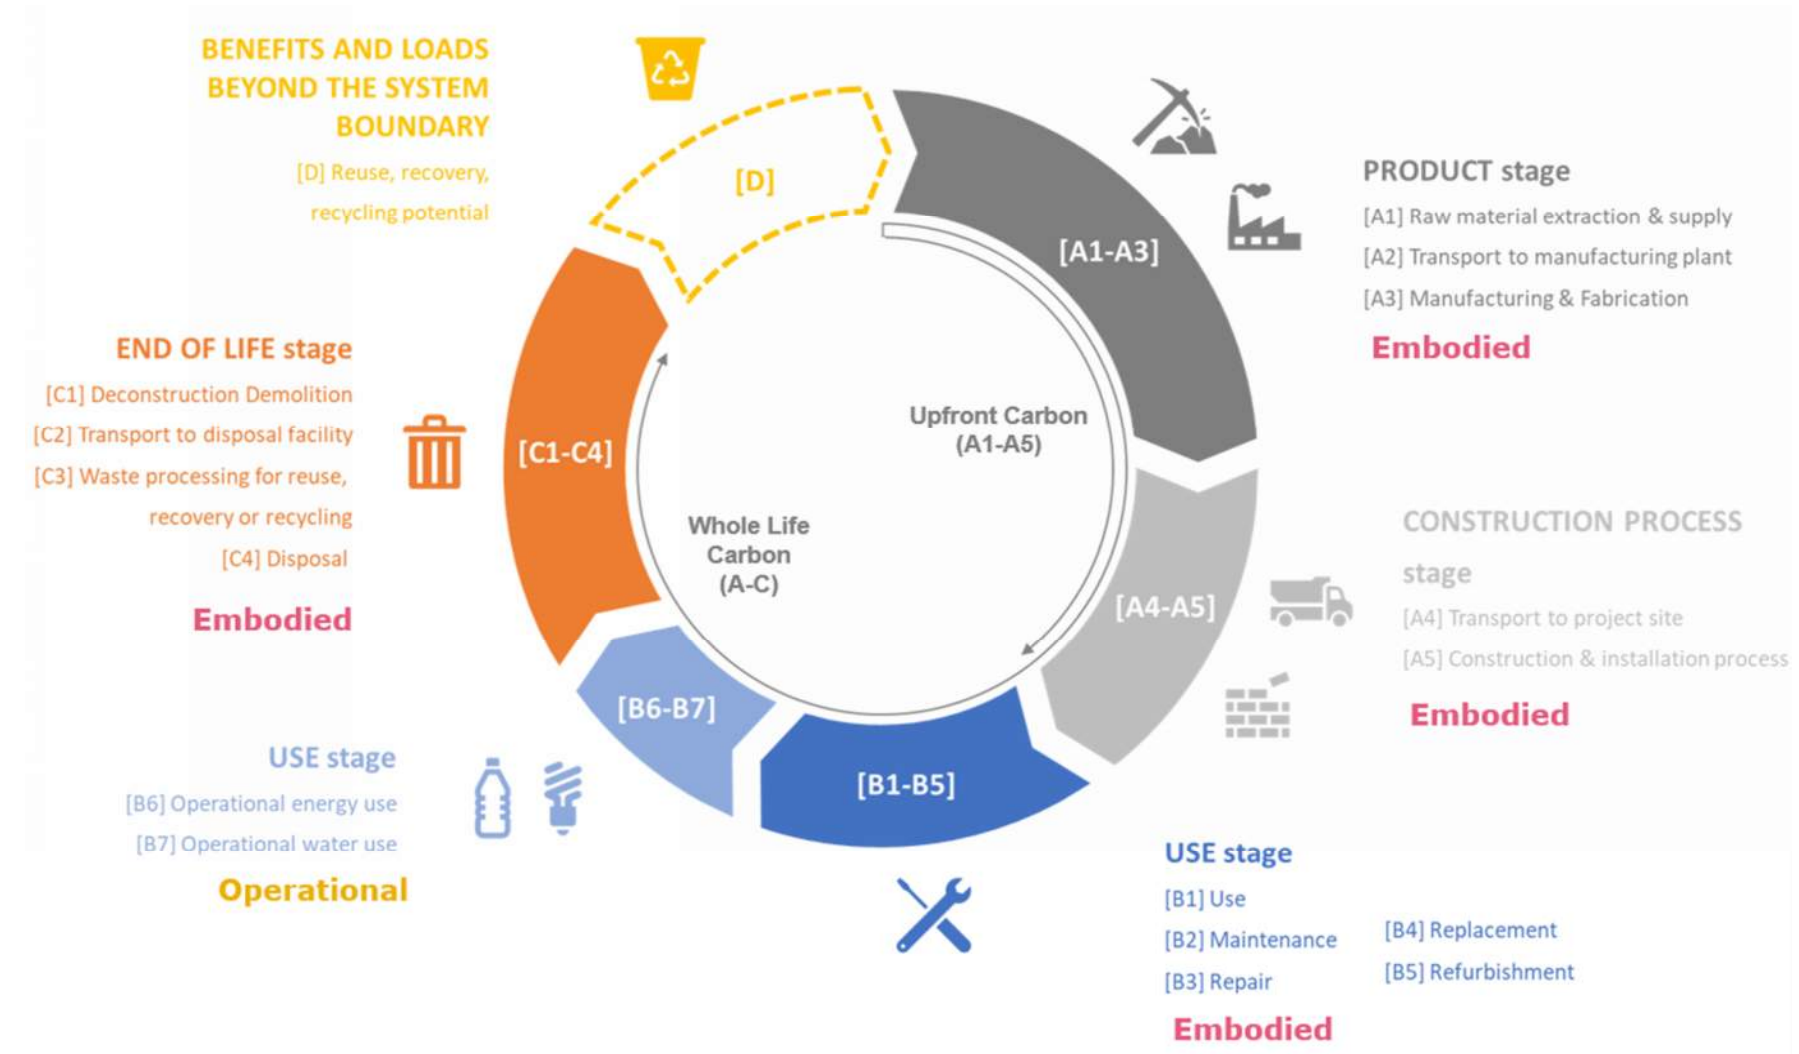 BENEFITS AND LOADS
BEYOND THE SYSTEM
BOUNDARY
[D] Reuse, recovery,
recycling potential
[D]
[A1-A3]
PRODUCT stage
[A1] Raw material extraction & supply
[A2] Transport to manufacturing plant
[A3] Manufacturing & Fabrication
Embodied
END OF LIFE stage
[C1] Deconstruction Demolition
[C2] Transport to disposal facility
[C3] Waste processing for reuse,
recovery or recycling
[C4] Disposal
Embodied
[C1-C4]
Upfront Carbon
(A1-A5)
Whole Life
Carbon
(A-C)
CONSTRUCTION PROCESS
stage
[A4] Transport to project site
[A5] Construction & installation process
Embodied
[A4-A5]
[B6-B7]
[B1-B5]
USE stage
[B6] Operational energy use
[B7] Operational water use
Operational
USE stage
[B1] Use
[B2] Maintenance
[B3] Repair
[B4] Replacement
[B5] Refurbishment
Embodied